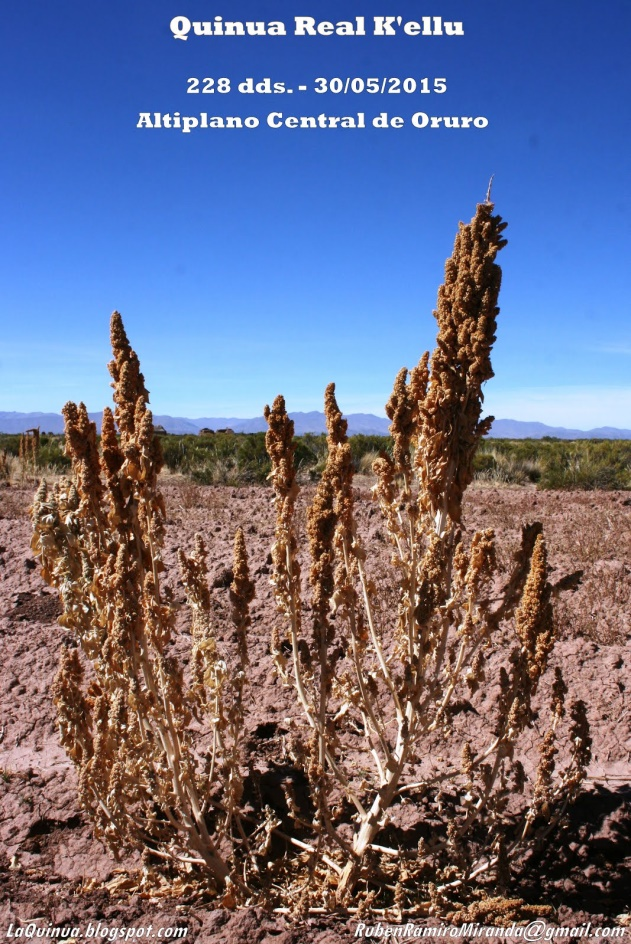 Quinua Real K'ellu
228 dds. - 30/05/2015
Altiplano Central de Oruro
LaQuinua.blogspot.com
RubenRamiroMiranda@gmail.com